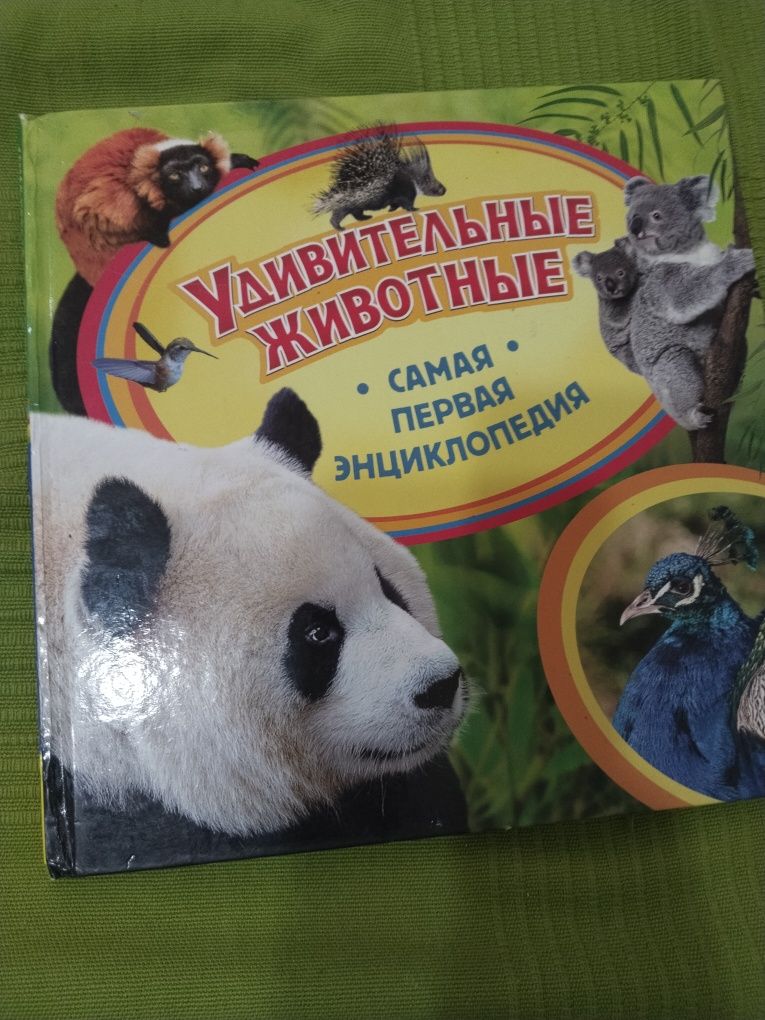 УДИВИТЕЛЬНЫЕ
ЖИВОТНЫЕ
• САМАЯ •
ПЕРВАЯ
ЭНЦИКЛОПЕДИЯ